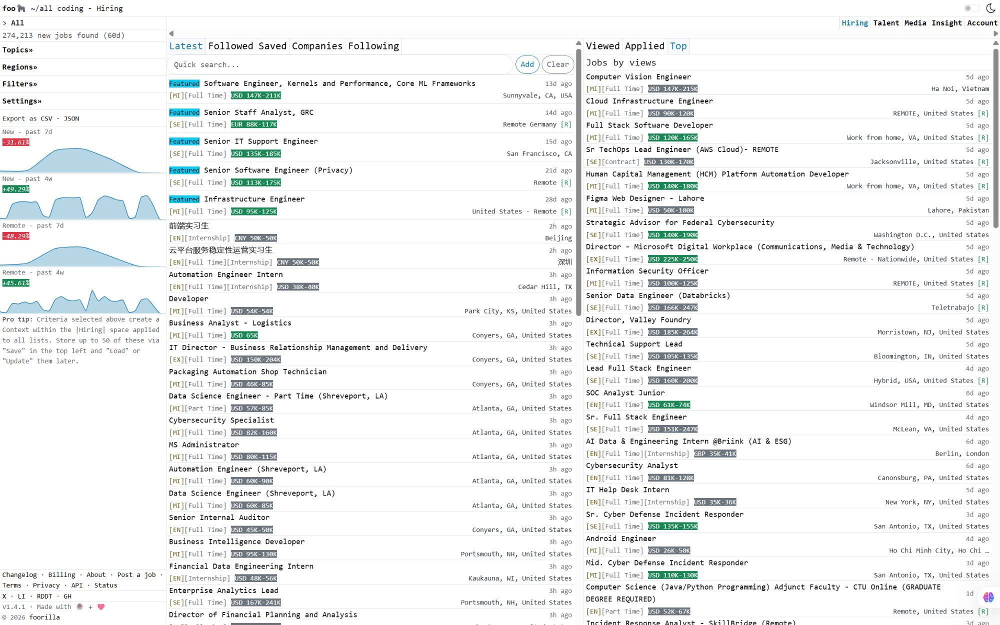 foo ~/all coding - Hiring
> All
274,213 new jobs found (60d)
Topics»
Regions»
Filters»
Settings»
Export as CSV · JSON
New - past 7d
-31.61%
New - past 4w
+49.29%
Remote - past 7d
-48.29%
Remote - past 4w
+45.61%
Pro tip: Criteria selected above create a
Context within the |Hiring| space applied
to all lists. Store up to 50 of these via
"Save" in the top left and "Load" or
"Update" them later.
Changelog · Billing · About · Post a job ·
Terms · Privacy · API · Status
X · LI · RDDT · GH
v1.4.1 · Made with + 
© 2026 foorilla
Hiring Talent Media Insight Account
Latest Followed Saved Companies Following
Quick search... Add Clear
Featured Software Engineer, Kernels and Performance, Core ML Frameworks 13d ago
[MI][Full Time] USD 147K-211K Sunnyvale, CA, USA
Featured Senior Staff Analyst, GRC 14d ago
[SE][Full Time] EUR 88K-117K Remote Germany [R]
Featured Senior IT Support Engineer 15d ago
[SE][Full Time] USD 135K-185K San Francisco, CA
Featured Senior Software Engineer (Privacy) 21d ago
[SE][Full Time] USD 113K-175K Remote [R]
Featured Infrastructure Engineer 28d ago
[MI][Full Time] USD 95K-125K United States - Remote [R]
前端实习生 2h ago
[EN][Internship] CNY 50K-50K Beijing
云平台服务稳定性运营实习生 2h ago
[EN][Full Time][Internship] CNY 50K-50K 深圳
Automation Engineer Intern 3h ago
[EN][Full Time][Internship] USD 38K-40K Cedar Hill, TX
Developer 3h ago
[MI][Full Time] USD 54K-54K Park City, KS, United States
Business Analyst - Logistics 3h ago
[MI][Full Time] USD 65K Conyers, GA, United States
IT Director - Business Relationship Management and Delivery 3h ago
[EX][Full Time] USD 150K-204K Conyers, GA, United States
Packaging Automation Shop Technician 3h ago
[MI][Full Time] USD 46K-85K Conyers, GA, United States
Data Science Engineer - Part Time (Shreveport, LA) 3h ago
[MI][Part Time] USD 57K-85K Atlanta, GA, United States
Cybersecurity Specialist 3h ago
[MI][Full Time] USD 82K-160K Atlanta, GA, United States
MS Administrator 3h ago
[MI][Full Time] USD 80K-115K Atlanta, GA, United States
Automation Engineer (Shreveport, LA) 3h ago
[MI][Full Time] USD 60K-90K Atlanta, GA, United States
Data Science Engineer (Shreveport, LA) 3h ago
[MI][Full Time] USD 60K-85K Atlanta, GA, United States
Senior Internal Auditor 3h ago
[EN][Full Time] USD 45K-50K Conyers, GA, United States
Business Intelligence Developer 3h ago
[MI][Full Time] USD 95K-130K Portsmouth, NH, United States
Financial Data Engineering Intern 3h ago
[EN][Internship] USD 48K-56K Kaukauna, WI, United States
Enterprise Analytics Lead 3h ago
[SE][Full Time] USD 167K-241K Portsmouth, NH, United States
Director of Financial Planning and Analysis 3h ago
Viewed Applied Top
Jobs by views
Computer Vision Engineer 5d ago
[MI][Full Time] USD 147K-215K Ha Noi, Vietnam
Cloud Infrastructure Engineer 5d ago
[MI][Full Time] USD 90K-120K REMOTE, United States [R]
Full Stack Software Developer 5d ago
[MI][Full Time] USD 120K-165K Work from home, VA, United States [R]
Sr TechOps Lead Engineer (AWS Cloud)- REMOTE 5d ago
[SE][Contract] USD 130K-170K Jacksonville, United States [R]
Human Capital Management (HCM) Platform Automation Developer 5d ago
[MI][Full Time] USD 140K-180K Work from home, VA, United States [R]
Figma Web Designer - Lahore 5d ago
[MI][Full Time] USD 50K-100K Lahore, Pakistan
Strategic Advisor for Federal Cybersecurity 5d ago
[SE][Full Time] USD 140K-190K Washington D.C., United States
Director - Microsoft Digital Workplace (Communications, Media & Technology) 5d ago
[EX][Full Time] USD 225K-250K Remote - Nationwide, United States [R]
Information Security Officer 5d ago
[MI][Full Time] USD 100K-125K REMOTE, United States [R]
Senior Data Engineer (Databricks) 5d ago
[SE][Full Time] USD 166K-247K Teletrabajo [R]
Director, Valley Foundry 5d ago
[EX][Full Time] USD 185K-264K Morristown, NJ, United States
Technical Support Lead 5d ago
[SE][Full Time] USD 105K-135K Bloomington, IN, United States
Lead Full Stack Engineer 4d ago
[SE][Full Time] USD 160K-200K Hybrid, USA, United States [R]
SOC Analyst Junior 6d ago
[EN][Full Time] USD 61K-74K Windsor Mill, MD, United States
Sr. Full Stack Engineer 4d ago
[SE][Full Time] USD 151K-247K McLean, VA, United States
AI Data & Engineering Intern @Briink (AI & ESG) 6d ago
[EN][Full Time][Internship] GBP 35K-41K Berlin, London
Cybersecurity Analyst 6d ago
[EN][Full Time] USD 81K-128K Canonsburg, PA, United States
IT Help Desk Intern 5d ago
[EN][Full Time][Internship] USD 35K-36K New York, NY, United States
Sr. Cyber Defense Incident Responder 3d ago
[SE][Full Time] USD 135K-155K San Antonio, TX, United States
Android Engineer 4d ago
[MI][Full Time] USD 26K-50K Ho Chi Minh City, Ho Chi …
Mid. Cyber Defense Incident Responder 3d ago
[MI][Full Time] USD 110K-130K San Antonio, TX, United States
Computer Science (Java/Python Programming) Adjunct Faculty - CTU Online (GRADUATE
DEGREE REQUIRED) 1d
[EN][Part Time] USD 52K-67K Remote, United States [R]
Incident Response Analyst - SkillBridge (Remote) 3d ago